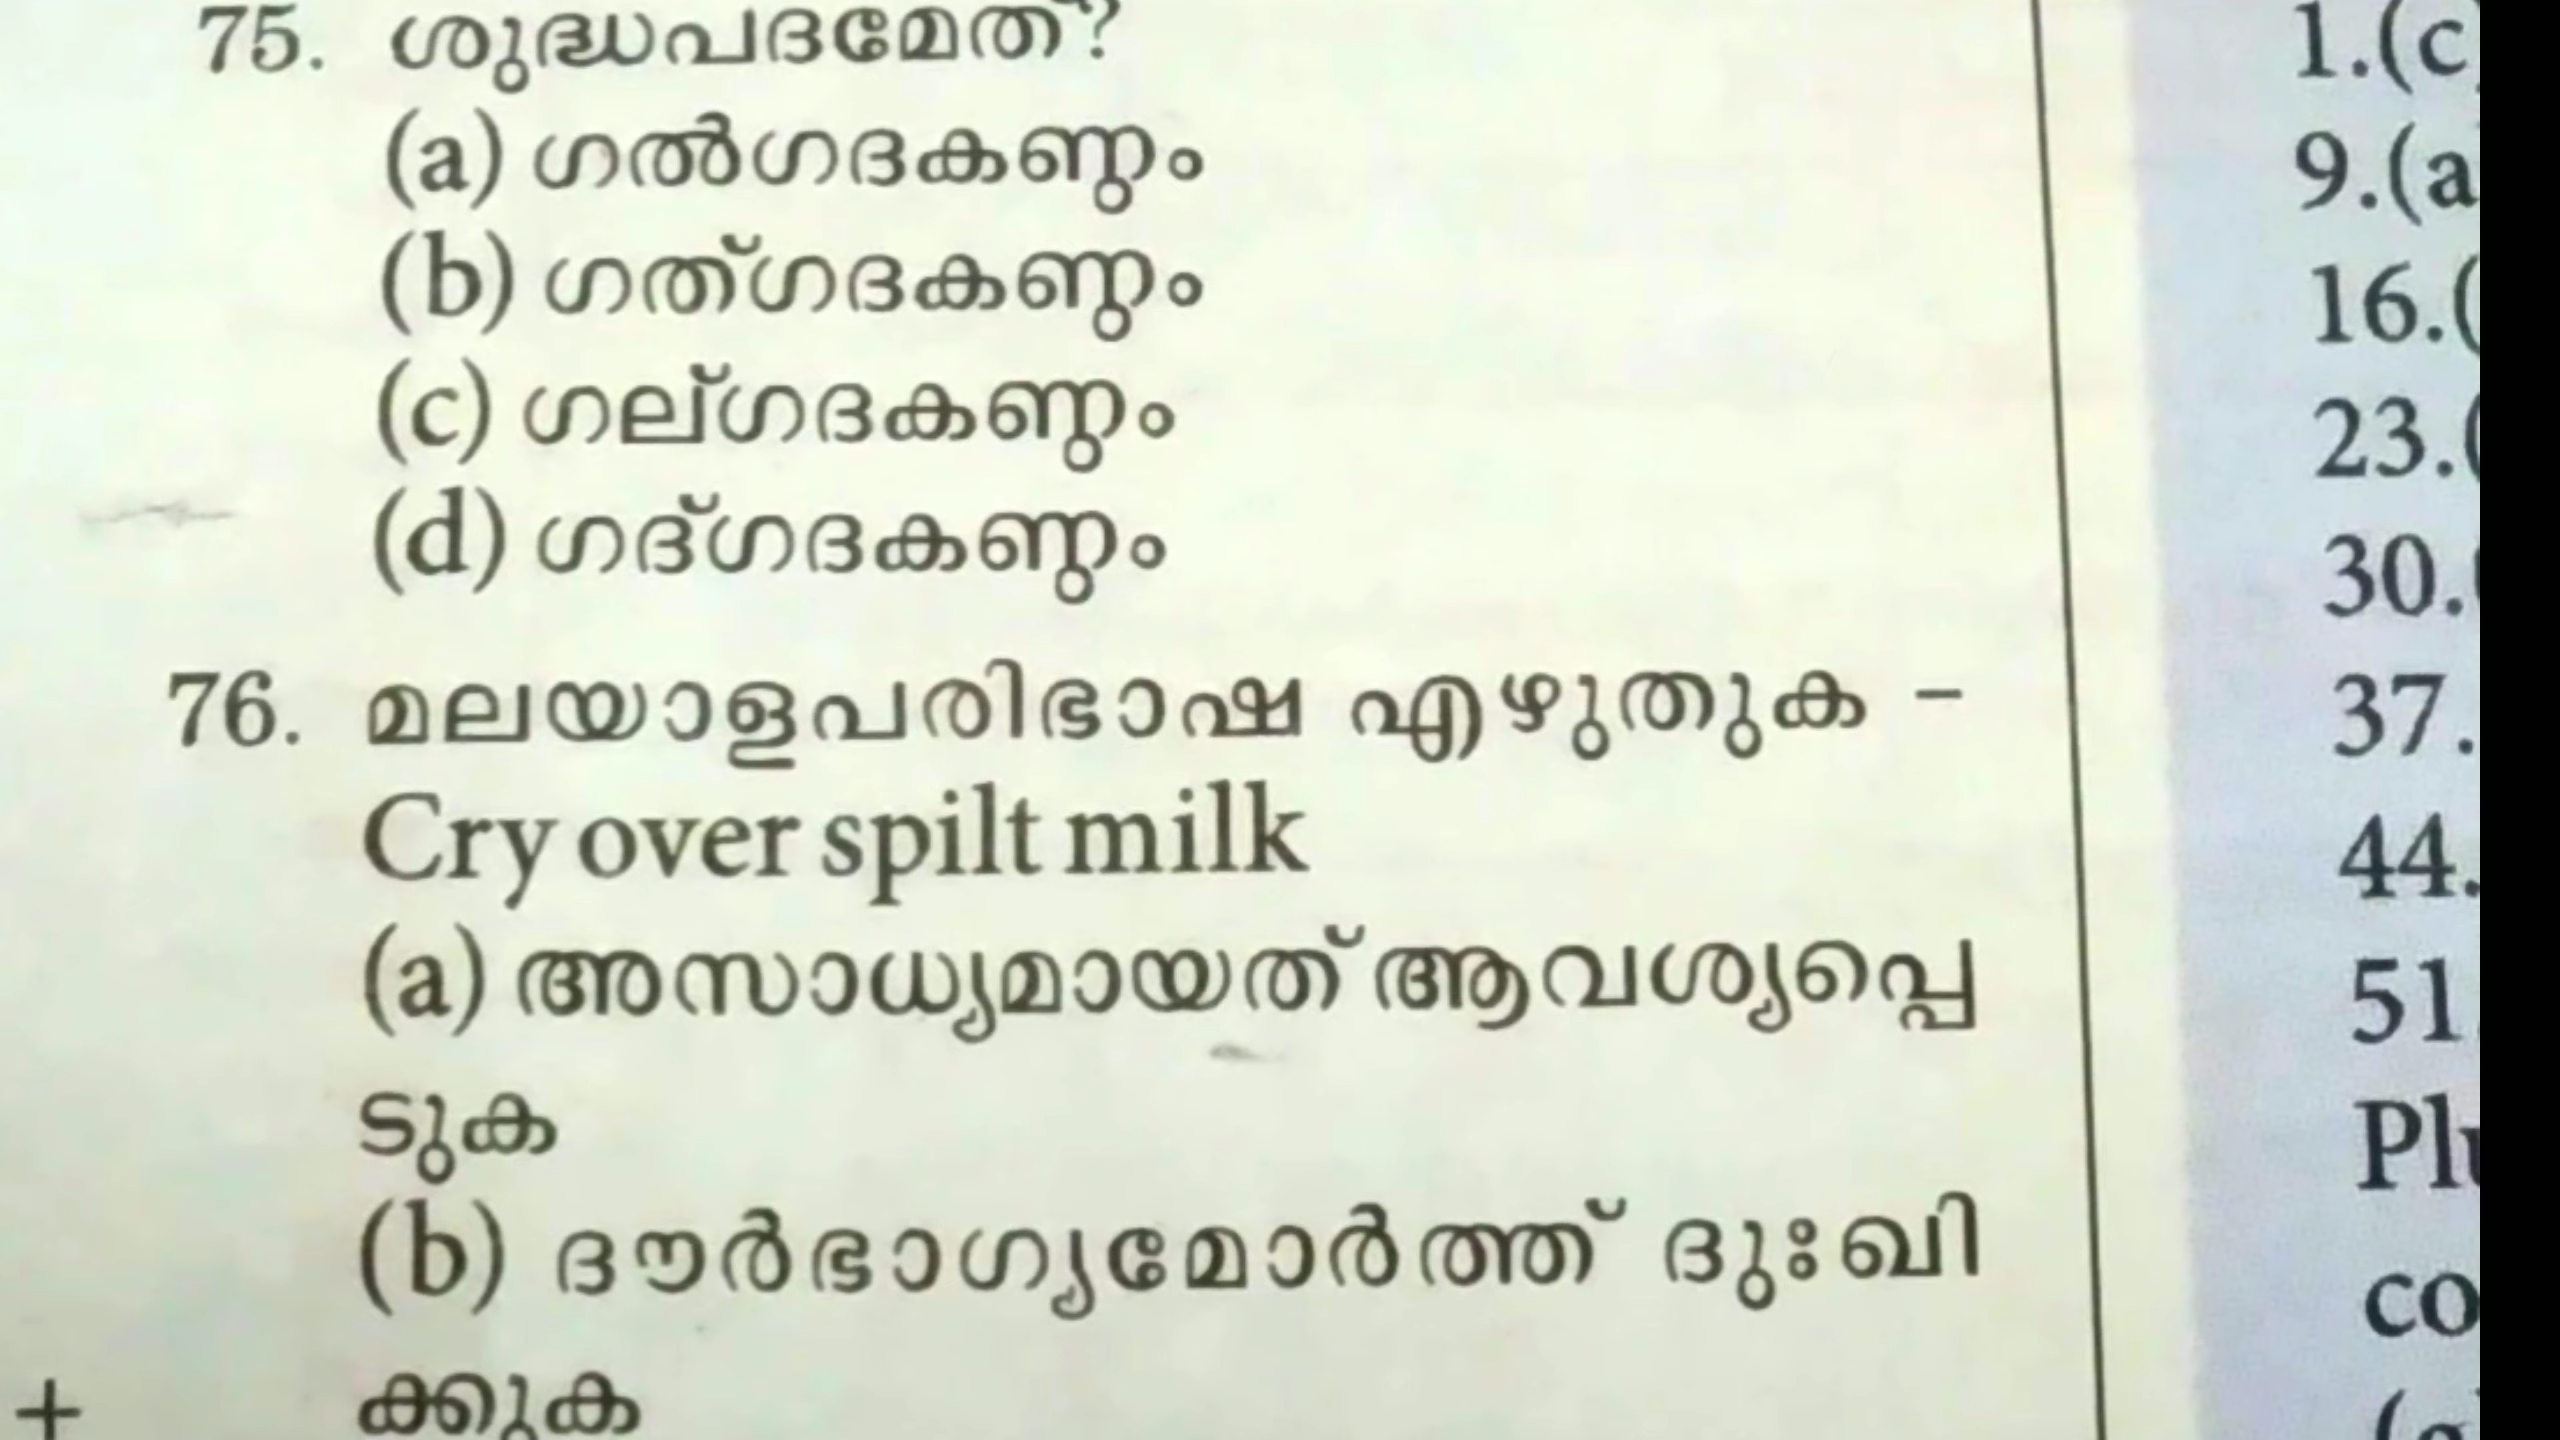 75. ശുദ്ധപദമേത്?
(a) ഗൽഗദകണ്ഠം
(b) ഗത്ഗദകണ്ഠം
(c) ഗല്ഗദകണ്ഠം
(d) ഗദ്ഗദകണ്ഠം
76. മലയാളപരിഭാഷ എഴുതുക –
Cry over spilt milk
(a) അസാധ്യമായത് ആവശ്യപ്പെ
ടുക
(b) ദൗർഭാഗ്യമോർത്ത് ദുഃഖി
ക്കുക
+
1.(c)
9.(a
16.(
23.(
30.
37.
44.
51
co